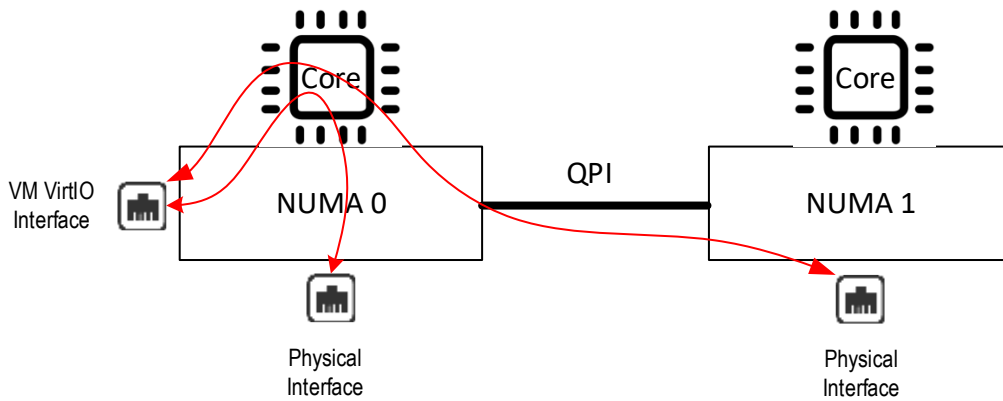 Core
Core
QPI
VM VirtIO
Interface
NUMA 0
NUMA 1
Physical
Interface
Physical
Interface